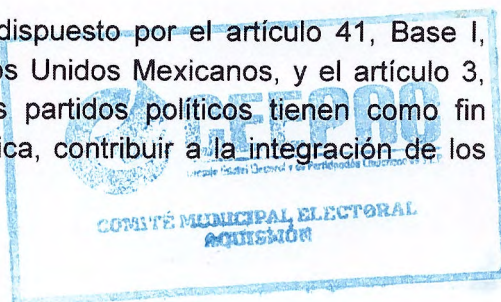 dispuesto por el artículo 41, Base I,
os Unidos Mexicanos, y el artículo 3,
s partidos políticos tienen como fin
ica, contribuir a la integración de los
COMITÉ MUNICIPAL ELECTORAL
AQUISMÓN